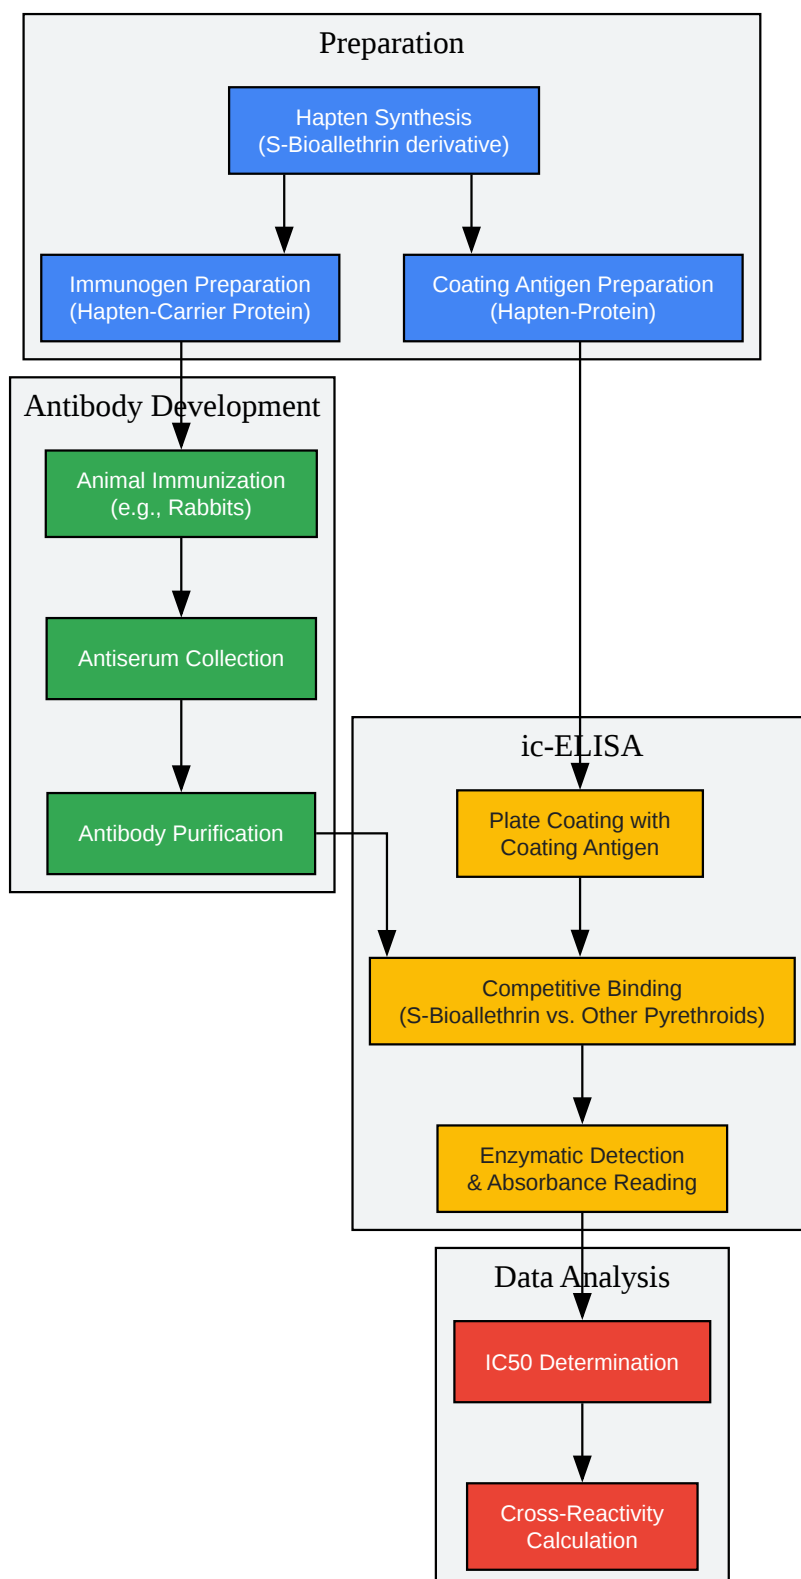 Preparation
Hapten Synthesis
(S-Bioallethrin derivative)
Immunogen Preparation
(Hapten-Carrier Protein)
Coating Antigen Preparation
(Hapten-Protein)
Antibody Development
Animal Immunization
(e.g., Rabbits)
Antiserum Collection
Antibody Purification
ic-ELISA
Plate Coating with
Coating Antigen
Competitive Binding
(S-Bioallethrin vs. Other Pyrethroids)
Enzymatic Detection
& Absorbance Reading
Data Analysis
IC50 Determination
Cross-Reactivity
Calculation